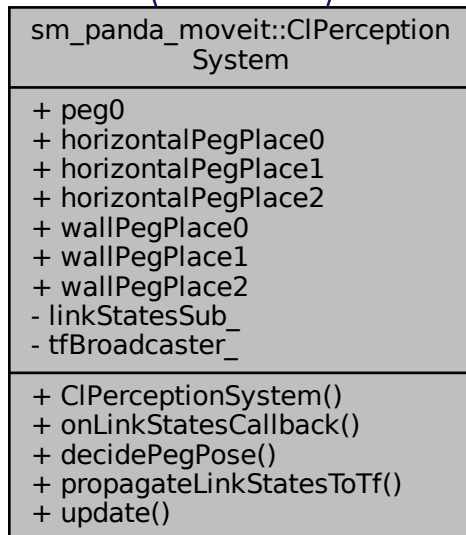 sm_panda_moveit::ClPerception
System
+ peg0
+ horizontalPegPlace0
+ horizontalPegPlace1
+ horizontalPegPlace2
+ wallPegPlace0
+ wallPegPlace1
+ wallPegPlace2
- linkStatesSub_
- tfBroadcaster_
+ ClPerceptionSystem()
+ onLinkStatesCallback()
+ decidePegPose()
+ propagateLinkStatesToTf()
+ update()